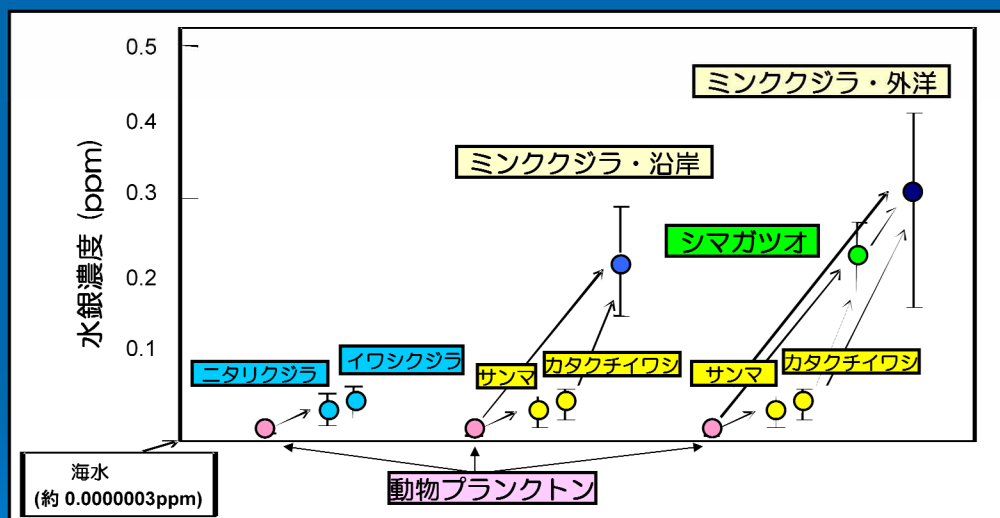 0.5
0.4
0.3
0.2
0.1
水銀濃度 (ppm)
ミンククジラ・外洋
ミンククジラ・沿岸
シマガツオ
ニタリクジラ
イワシクジラ
サンマ
カタクチイワシ
サンマ
カタクチイワシ
海水
(約 0.0000003ppm)
動物プランクトン